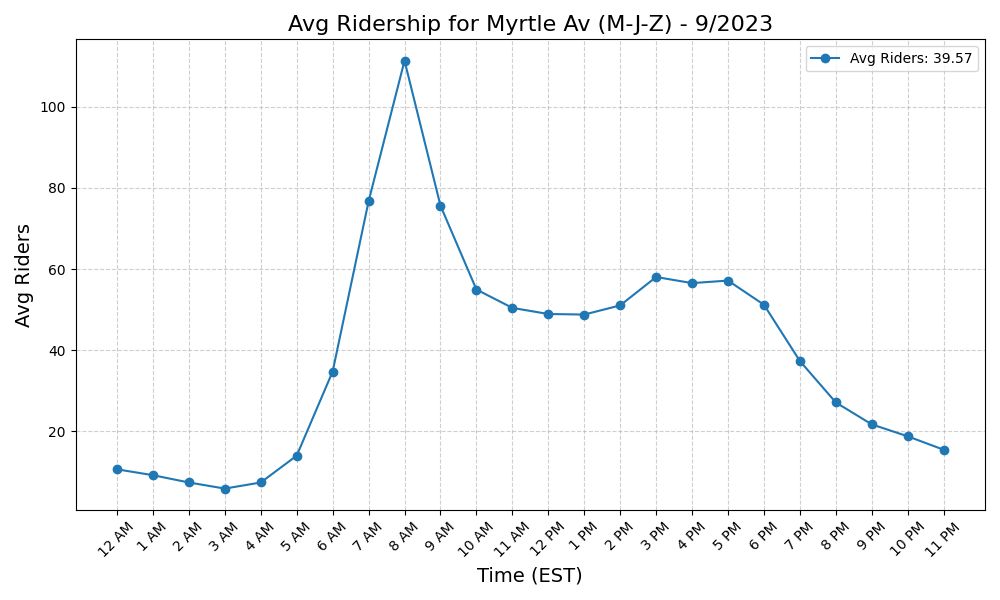 Avg Ridership for Myrtle Av (M-J-Z) - 9/2023
Avg Riders: 39.57
Avg Riders
100
80
60
40
20
12 AM
1 AM
2 AM
3 AM
4 AM
5 AM
6 AM
7 AM
8 AM
9 AM
10 AM
11 AM
12 PM
1 PM
2 PM
3 PM
4 PM
5 PM
6 PM
7 PM
8 PM
9 PM
10 PM
11 PM
Time (EST)